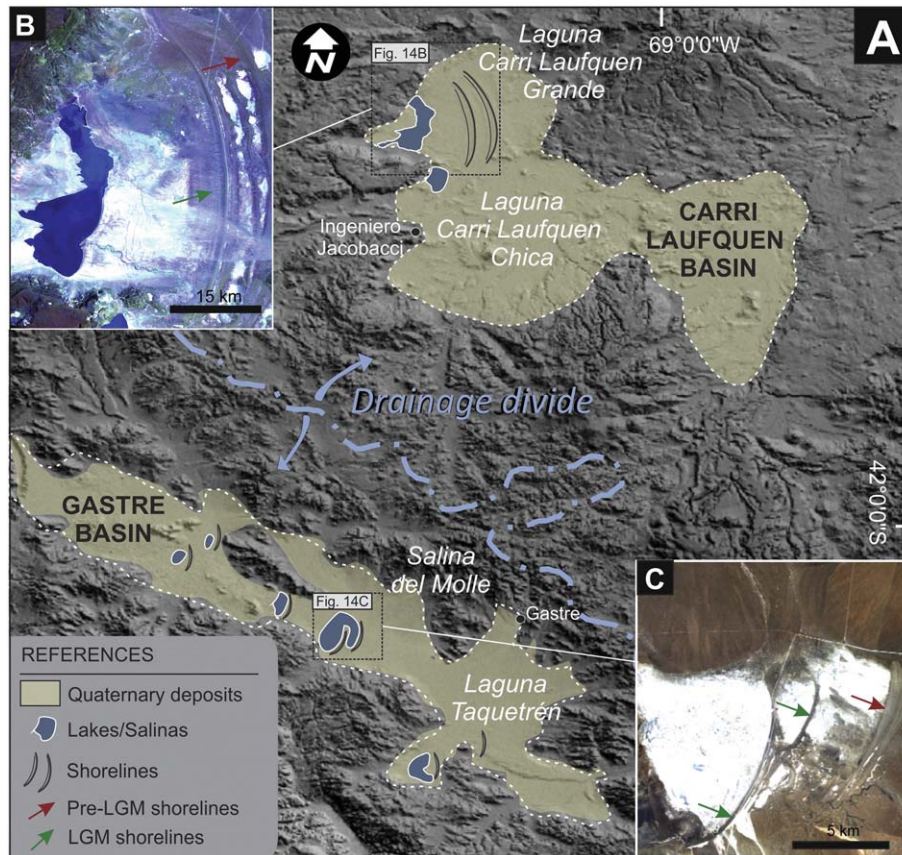 B
15 km
N
Fig. 14B
Laguna
Carri Laufquen
Grande
69°0'0"W
A
Ingeniero
Jacobacci
Laguna
Carri Laufquen
Chica
CARRI
LAUFQUEN
BASIN
Drainage divide
42°0'0"S
GASTRE
BASIN
Salina
del Molle
Gastre
Fig. 14C
Laguna
Taquetrén
REFERENCES
Quaternary deposits
Lakes/Salinas
Shorelines
Pre-LGM shorelines
LGM shorelines
C
5 km